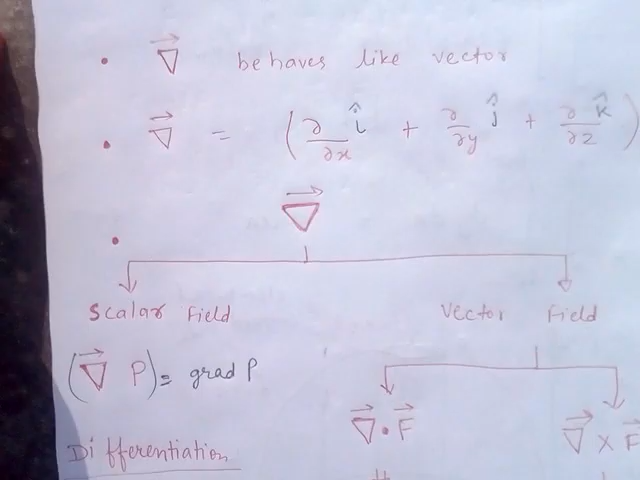 • ∇⃗ behaves like vector
• ∇⃗ = (∂/∂x î + ∂/∂y ĵ + ∂/∂z k̂)
• ∇⃗
Scalar Field Vector Field
(∇⃗ P) = grad P
∇⃗ • F⃗ ∇⃗ × F⃗
Differentiation